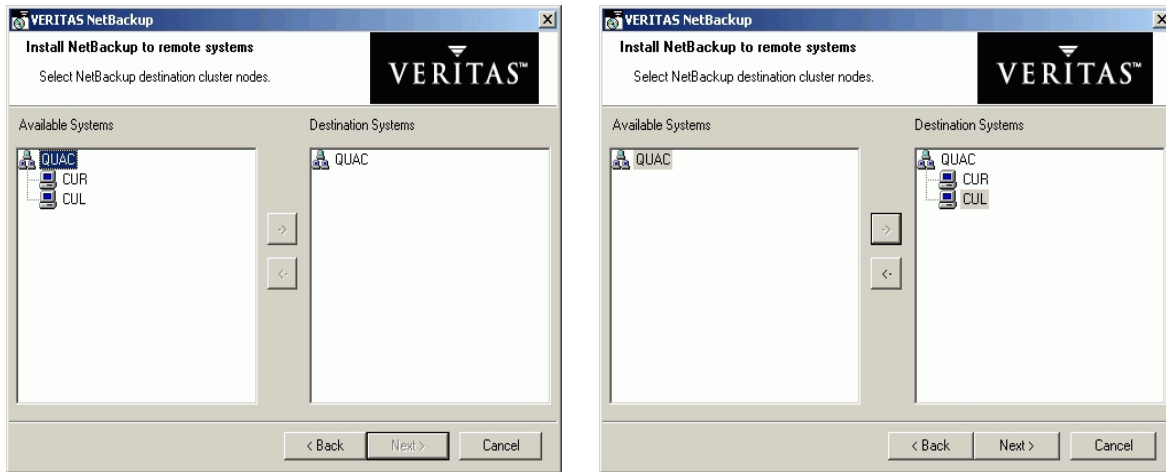 VERITAS NetBackup
Install NetBackup to remote systems
Select NetBackup destination cluster nodes.
VERITAS™
Available Systems
Destination Systems
QUAC
CUR
CUL
QUAC
->
<-
< Back
Next >
Cancel
VERITAS NetBackup
Install NetBackup to remote systems
Select NetBackup destination cluster nodes.
VERITAS™
Available Systems
Destination Systems
QUAC
QUAC
CUR
CUL
->
<-
< Back
Next >
Cancel